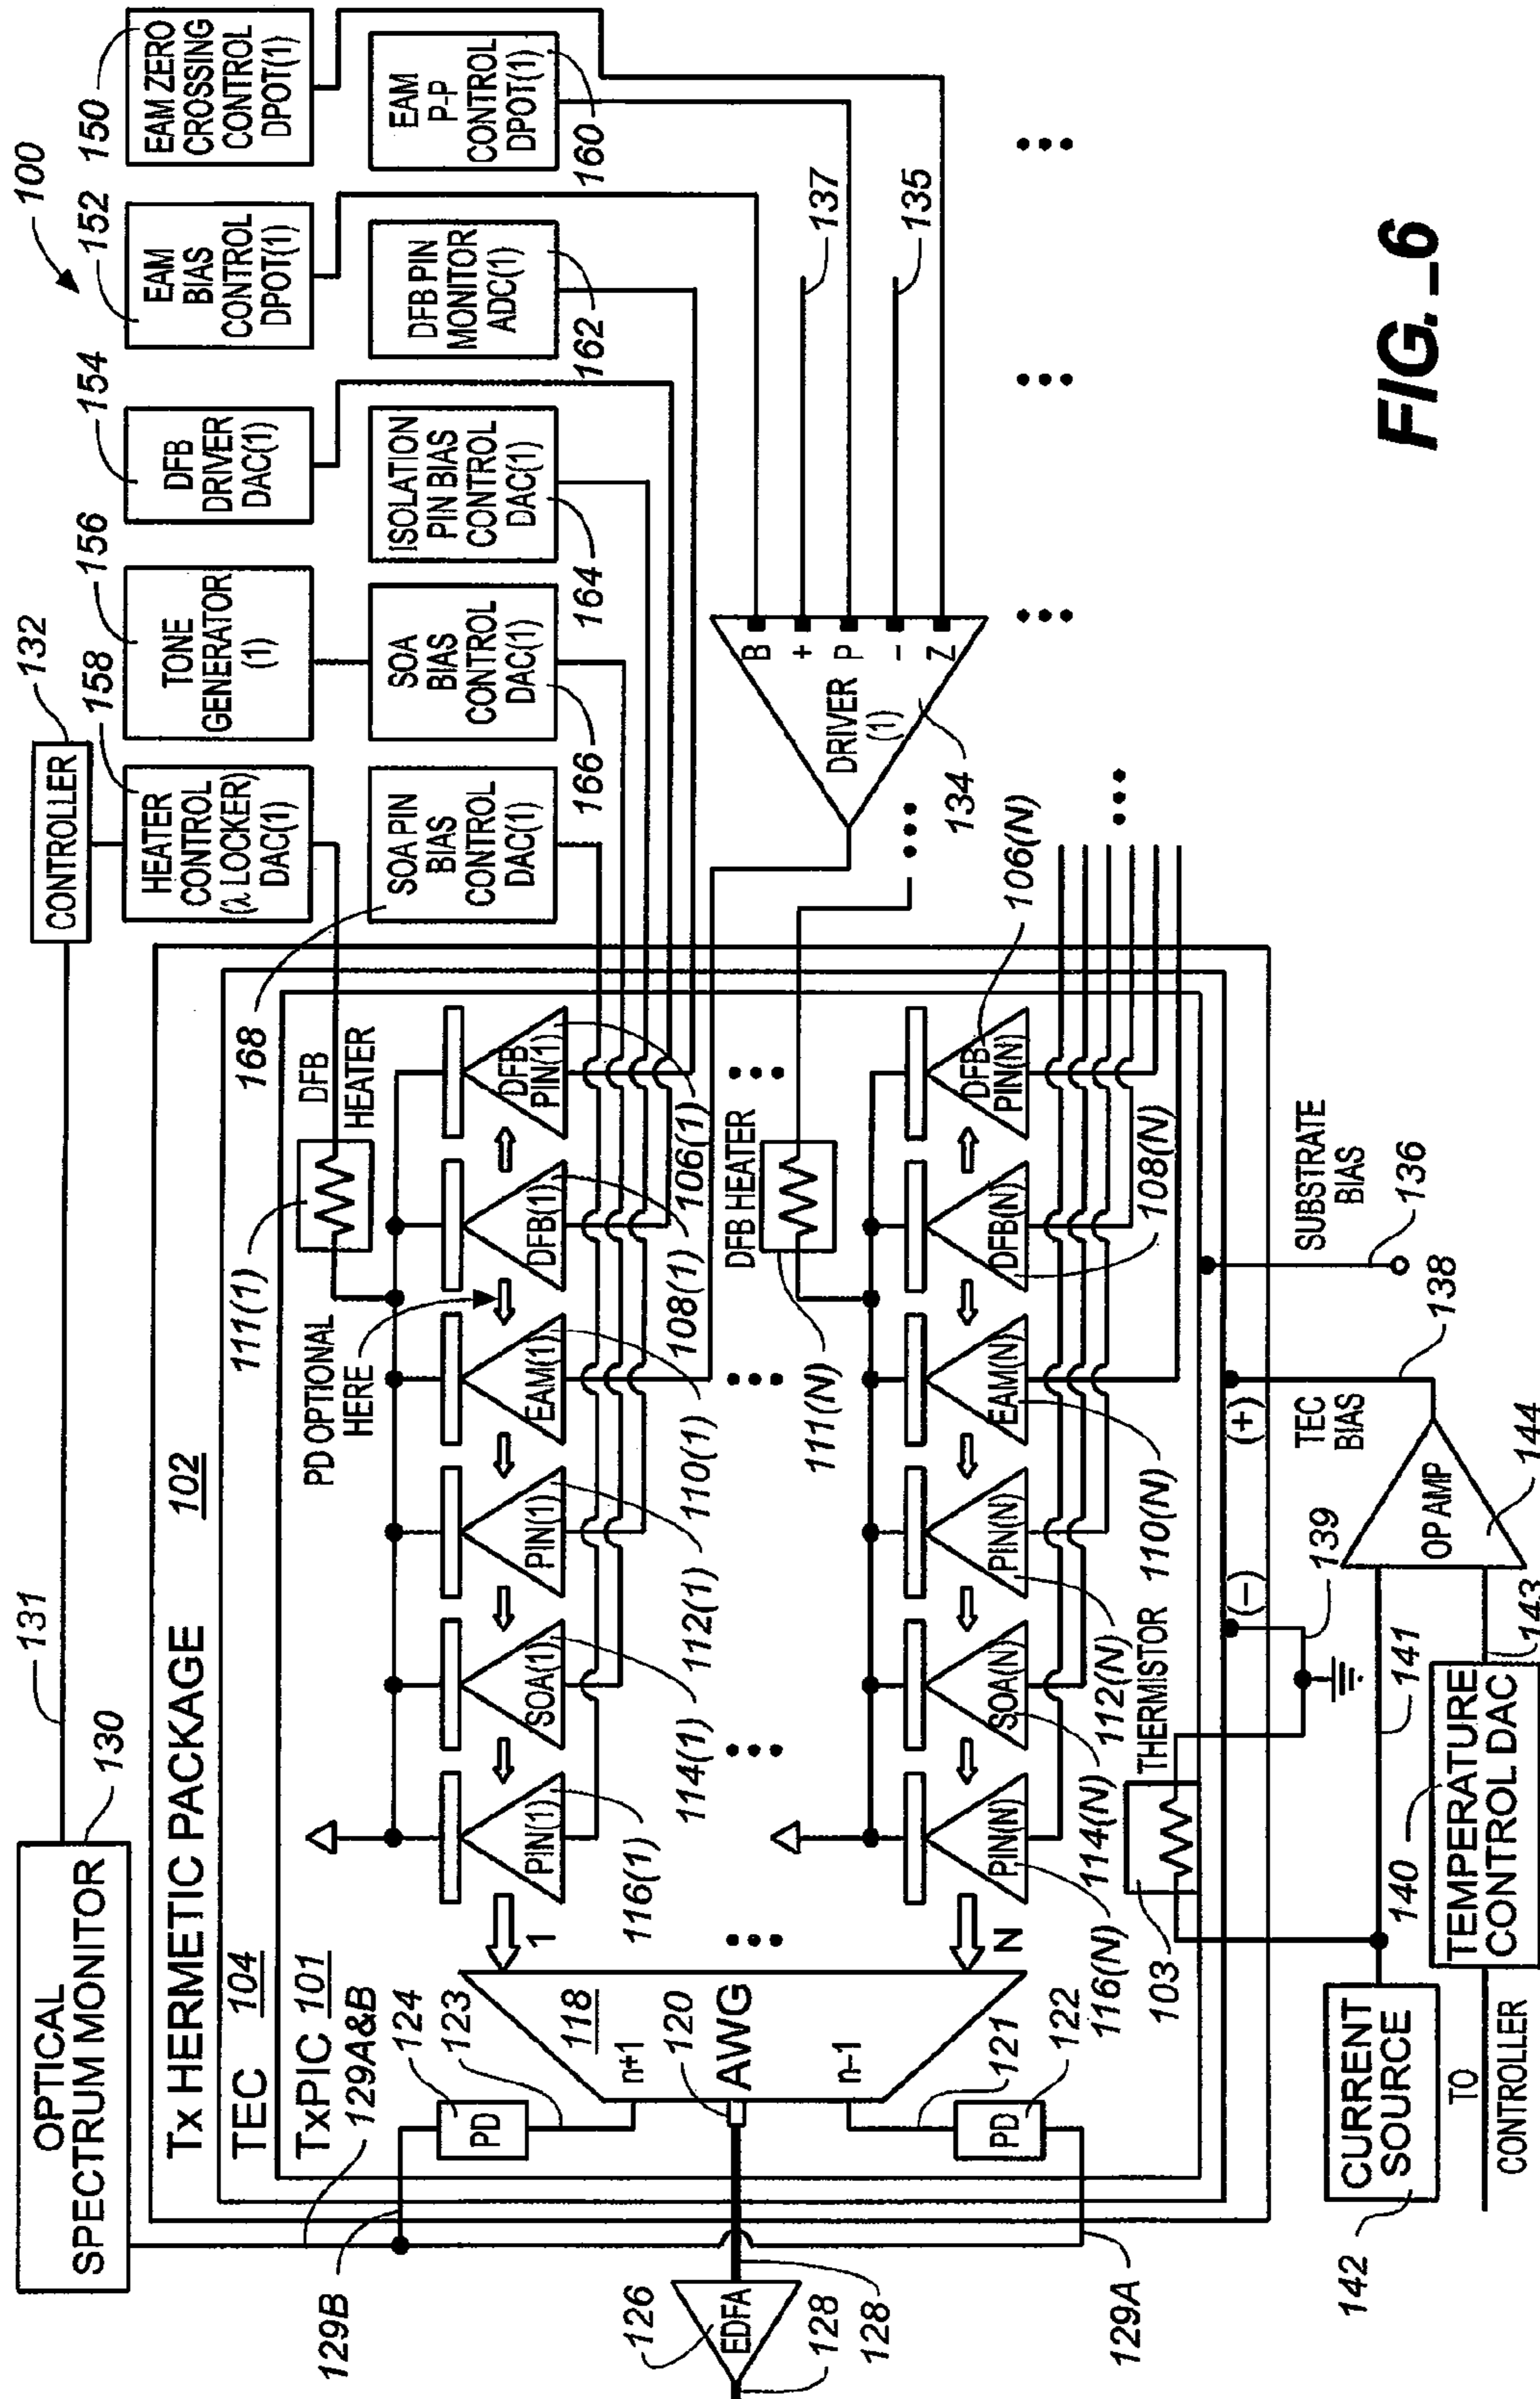 100
150
EAM ZERO
CROSSING
CONTROL
DPOT(1)
152
EAM
BIAS
CONTROL
DPOT(1)
154
DFB
DRIVER
DAC(1)
156
TONE
GENERATOR
(1)
158
HEATER
CONTROL
(λ LOCKER)
DAC(1)
132
CONTROLLER
131
130
OPTICAL
SPECTRUM MONITOR
EAM
P-P
CONTROL
DPOT(1)
160
DFB PIN
MONITOR
ADC(1)
162
ISOLATION
PIN BIAS
CONTROL
DAC(1)
164
SOA
BIAS
CONTROL
DAC(1)
166
SOA PIN
BIAS
CONTROL
DAC(1)
168
Tx HERMETIC PACKAGE 102
TEC 104
TxPIC 101
129A&B
129B
111(1)
DFB
HEATER
PD OPTIONAL
HERE
PIN(1)
SOA(1)
PIN(1)
EAM(1)
DFB(1)
DFB
PIN(1)
116(1)
114(1)
112(1)
110(1)
108(1)
106(1)
137
135
B
+
P
-
Z
DRIVER
(1)
134
124
PD
123
1
n+1
118
120
AWG
n-1
N
121
122
PD
126
EDFA
128
128
129A
DFB HEATER
111(N)
PIN(N)
SOA(N)
PIN(N)
EAM(N)
DFB(N)
DFB
PIN(N)
116(N)
114(N)
112(N)
110(N)
108(N)
106(N)
103
THERMISTOR
(-)
(+)
139
TEC
BIAS
138
SUBSTRATE
BIAS
136
141
OP AMP
144
143
140
TEMPERATURE
CONTROL DAC
CURRENT
SOURCE
142
TO
CONTROLLER
FIG._6